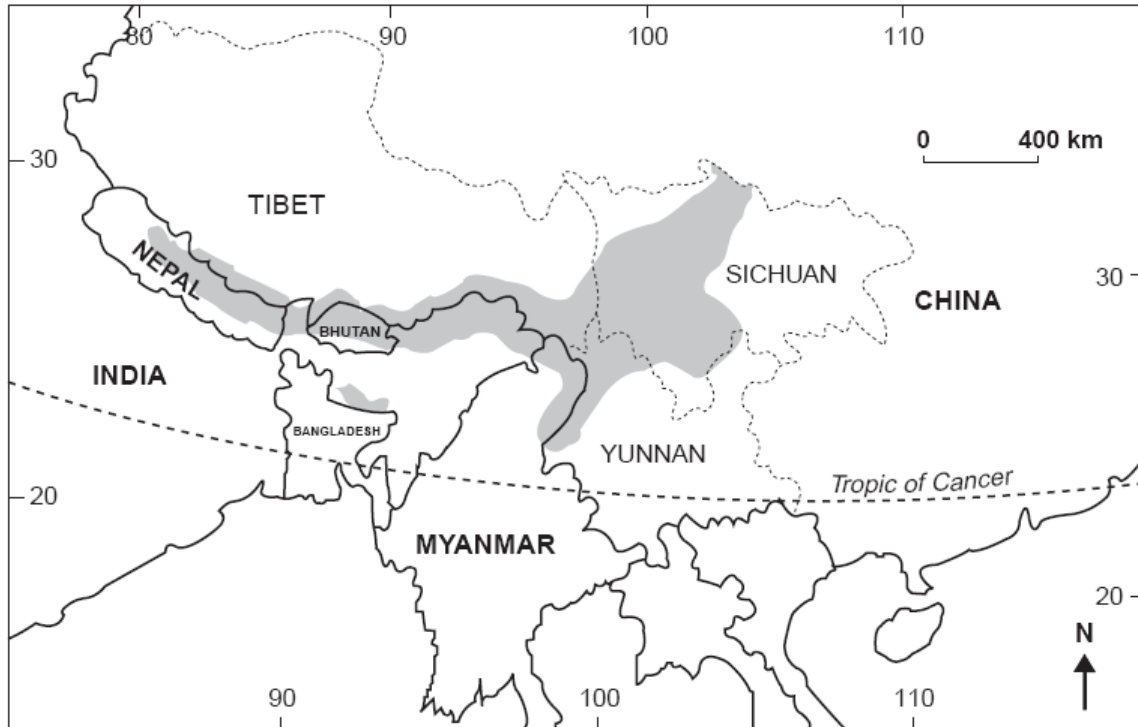 80 90 100 110
0 400 km
30
TIBET
NEPAL
SICHUAN
30
CHINA
BHUTAN
INDIA
BANGLADESH
YUNNAN
Tropic of Cancer
20
MYANMAR
20
N
90 100 110